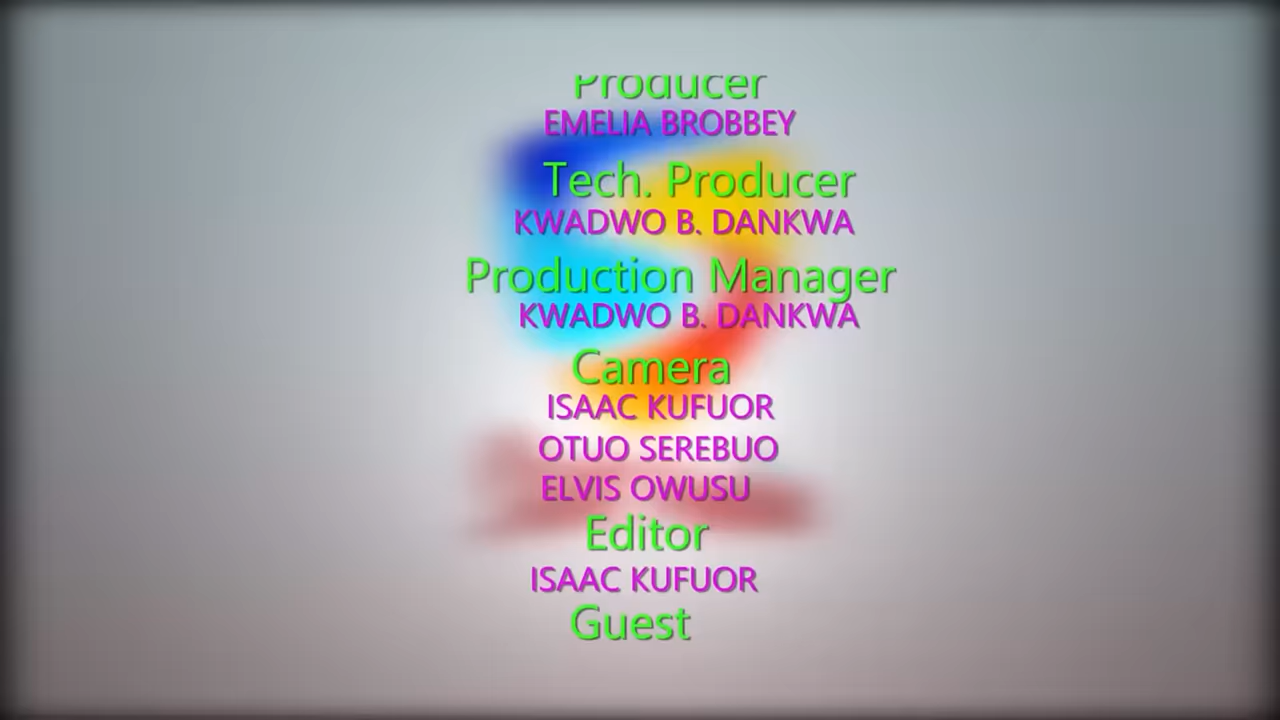 Producer
EMELIA BROBBEY
Tech. Producer
KWADWO B. DANKWA
Production Manager
KWADWO B. DANKWA
Camera
ISAAC KUFUOR
OTUO SEREBUO
ELVIS OWUSU
Editor
ISAAC KUFUOR
Guest